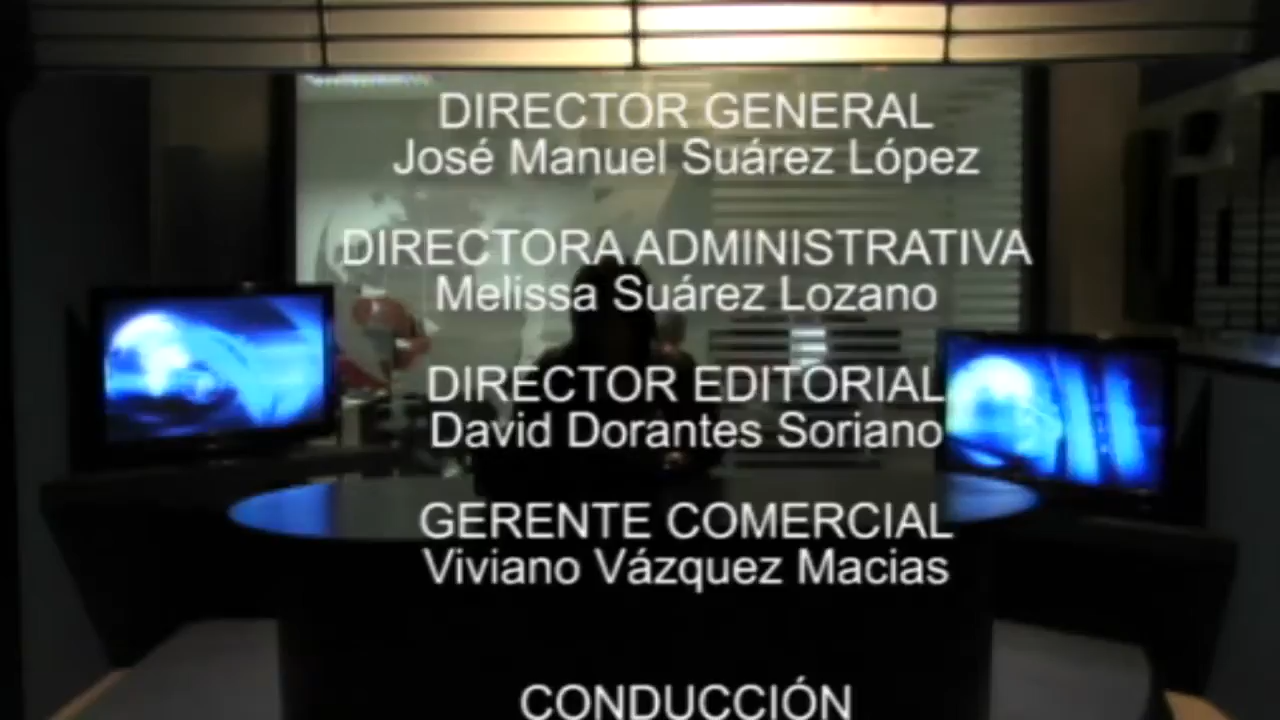 DIRECTOR GENERAL
José Manuel Suárez López
DIRECTORA ADMINISTRATIVA
Melissa Suárez Lozano
DIRECTOR EDITORIAL
David Dorantes Soriano
GERENTE COMERCIAL
Viviano Vázquez Macias
CONDUCCIÓN